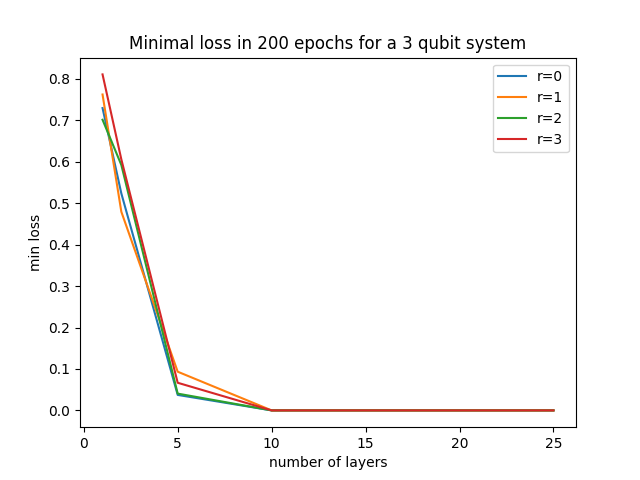 Minimal loss in 200 epochs for a 3 qubit system
r=0
r=1
r=2
r=3
min loss
0.8
0.7
0.6
0.5
0.4
0.3
0.2
0.1
0.0
0 5 10 15 20 25
number of layers